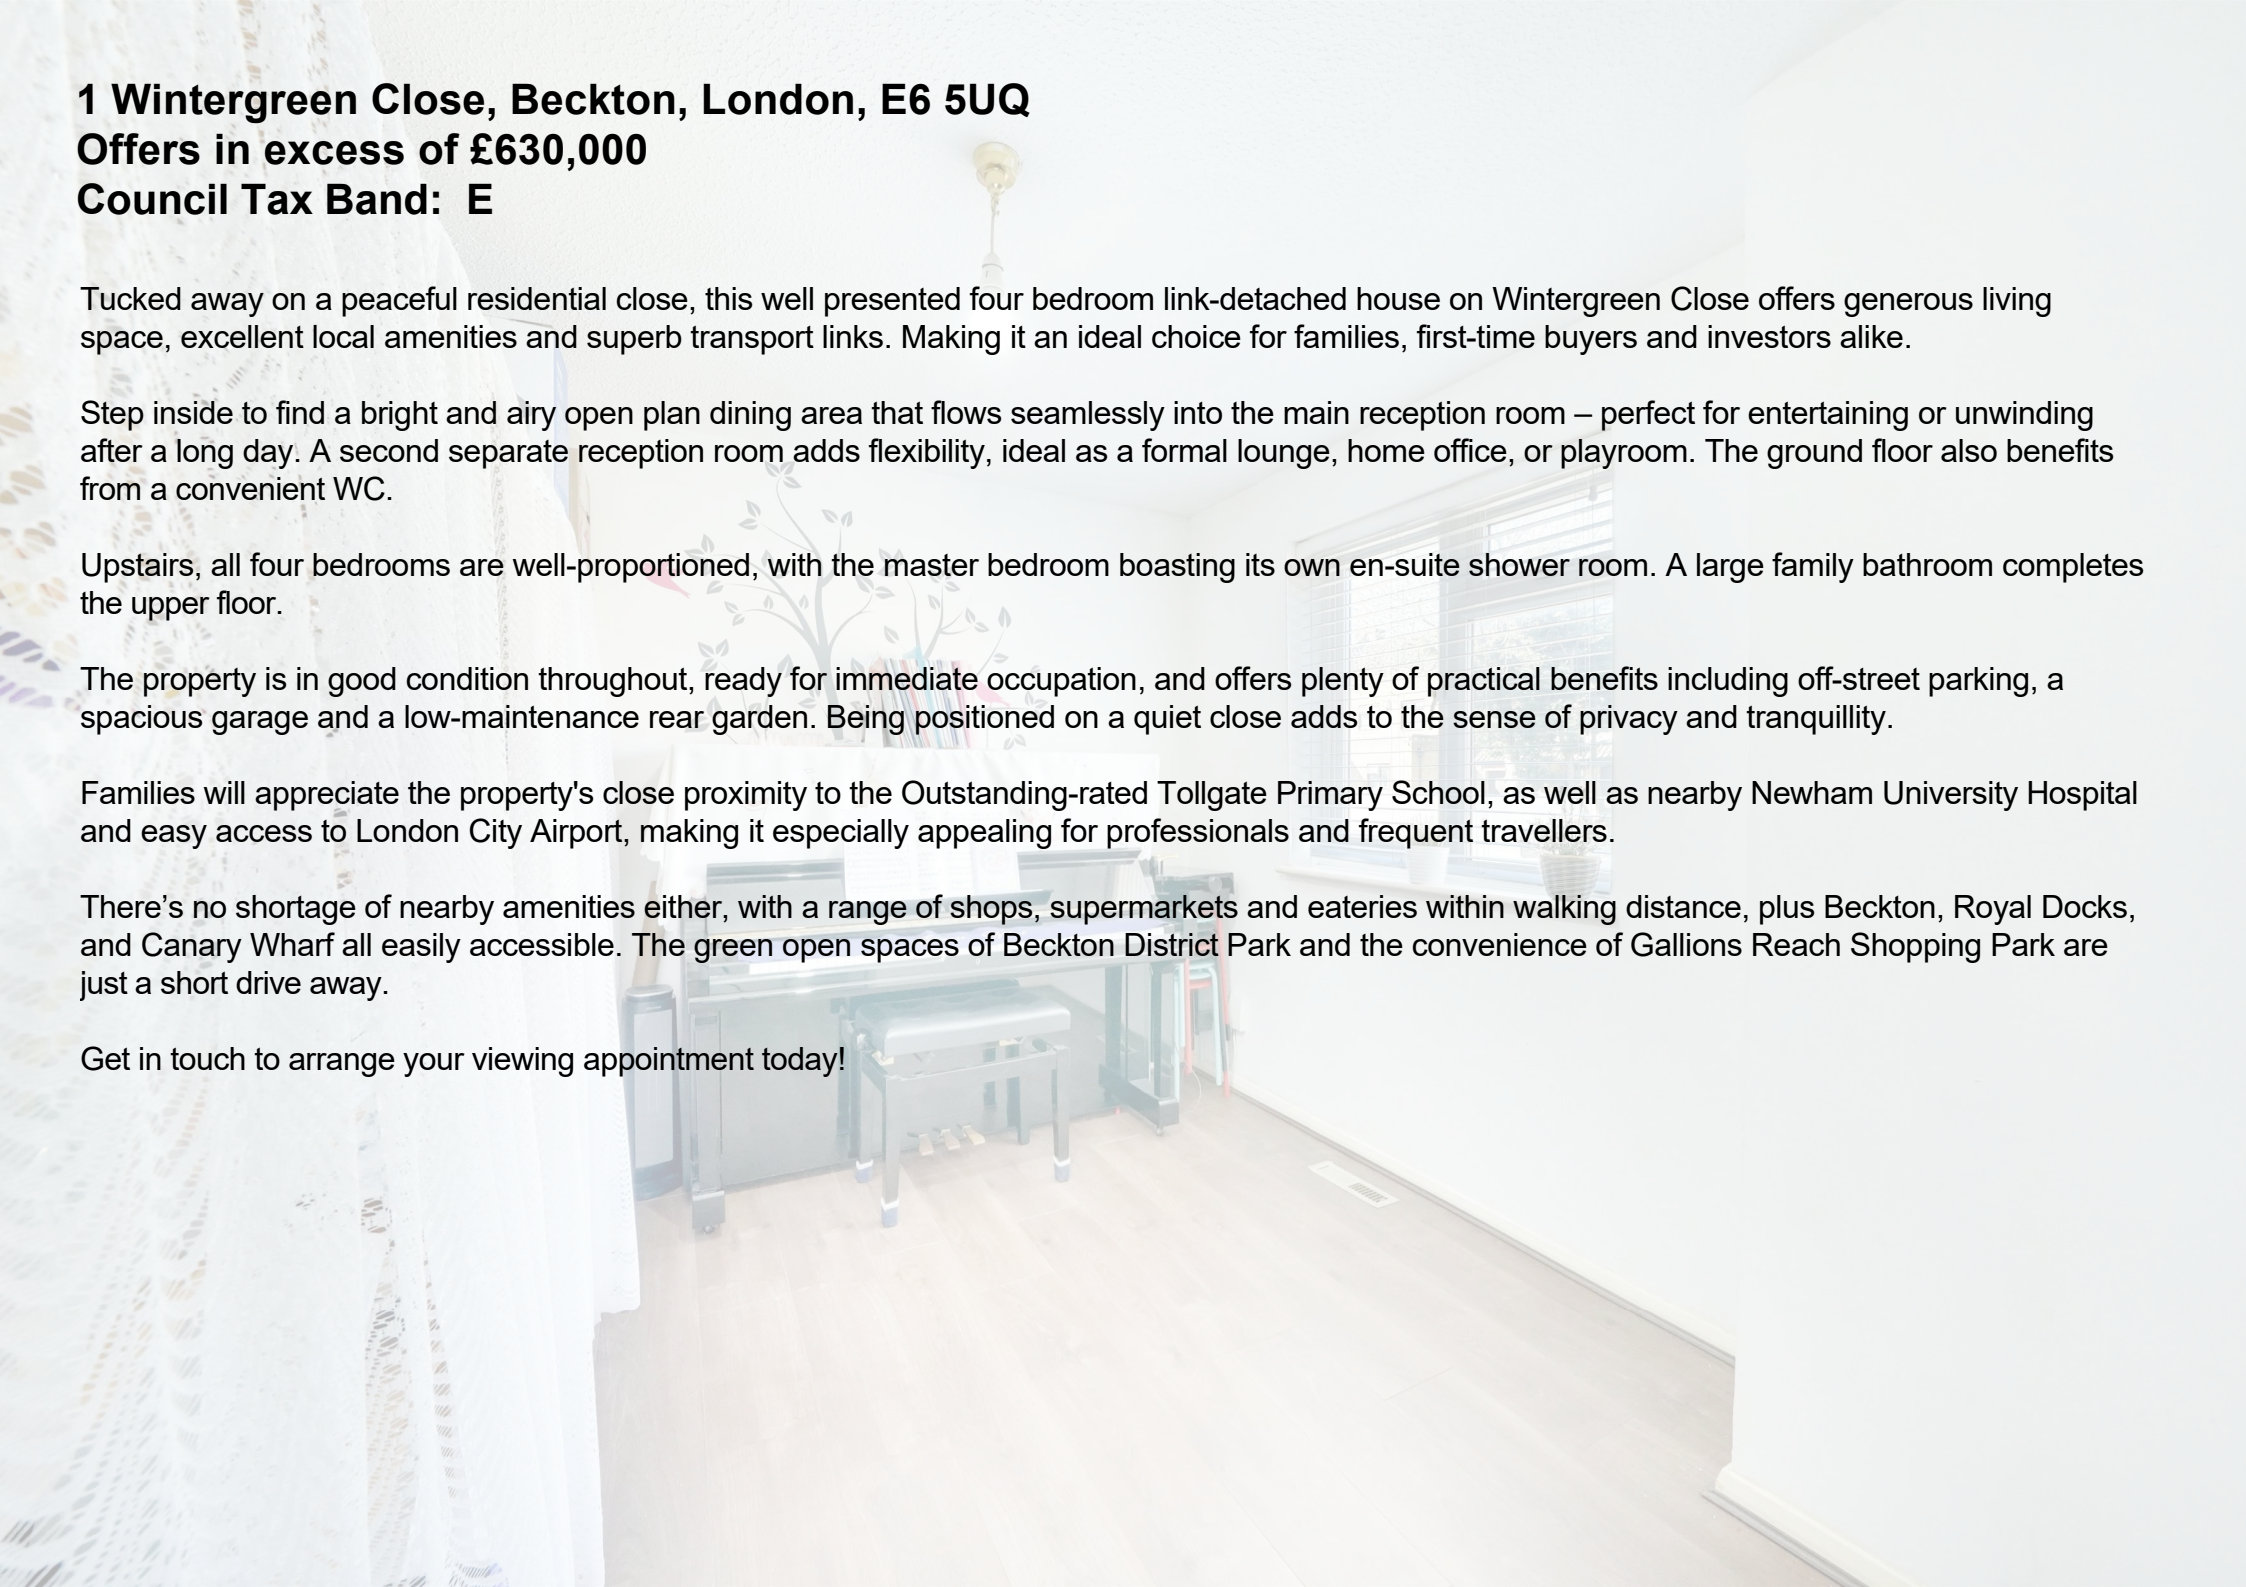 1 Wintergreen Close, Beckton, London, E6 5UQ
Offers in excess of £630,000
Council Tax Band:  E
Tucked away on a peaceful residential close, this well presented four bedroom link-detached house on Wintergreen Close offers generous living
space, excellent local amenities and superb transport links. Making it an ideal choice for families, first-time buyers and investors alike.
Step inside to find a bright and airy open plan dining area that flows seamlessly into the main reception room – perfect for entertaining or unwinding
after a long day. A second separate reception room adds flexibility, ideal as a formal lounge, home office, or playroom. The ground floor also benefits
from a convenient WC.
Upstairs, all four bedrooms are well-proportioned, with the master bedroom boasting its own en-suite shower room. A large family bathroom completes
the upper floor.
The property is in good condition throughout, ready for immediate occupation, and offers plenty of practical benefits including off-street parking, a
spacious garage and a low-maintenance rear garden. Being positioned on a quiet close adds to the sense of privacy and tranquillity.
Families will appreciate the property's close proximity to the Outstanding-rated Tollgate Primary School, as well as nearby Newham University Hospital
and easy access to London City Airport, making it especially appealing for professionals and frequent travellers.
There’s no shortage of nearby amenities either, with a range of shops, supermarkets and eateries within walking distance, plus Beckton, Royal Docks,
and Canary Wharf all easily accessible. The green open spaces of Beckton District Park and the convenience of Gallions Reach Shopping Park are
just a short drive away.
Get in touch to arrange your viewing appointment today!